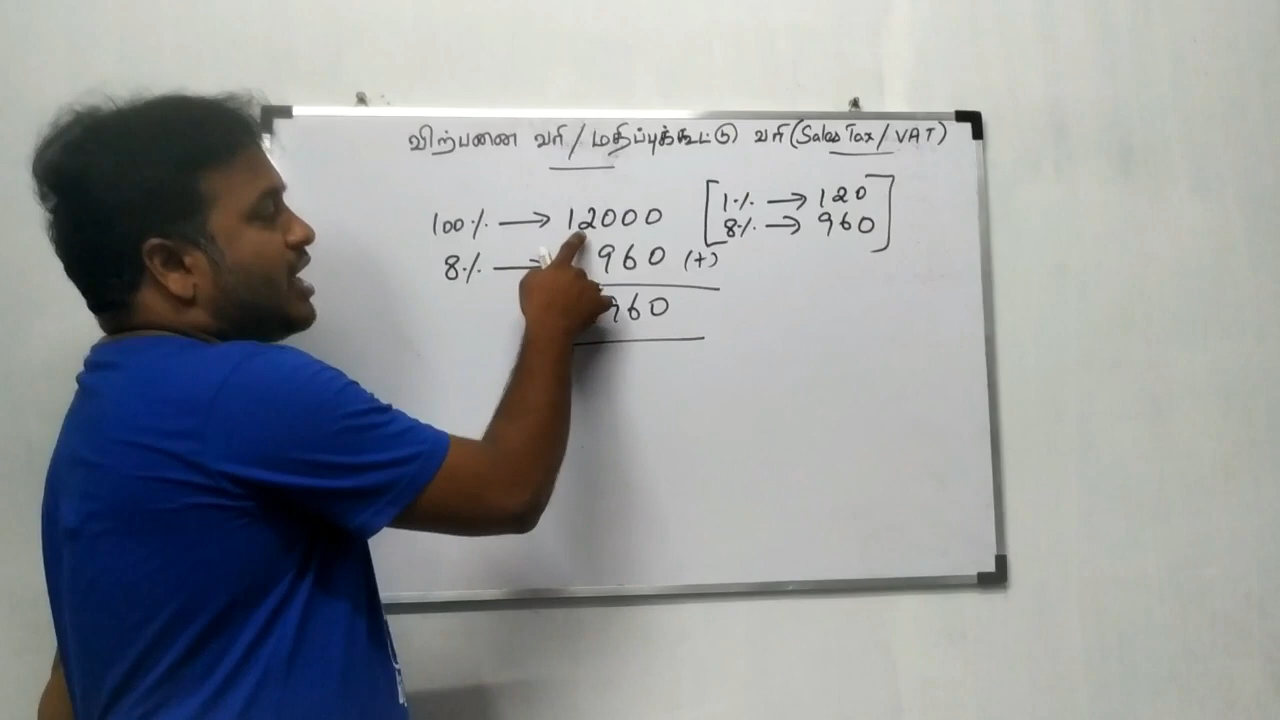 விற்பனை வரி / மதிப்புக்கூட்டு வரி (Sales Tax / VAT)
100% → 12000
8% → 960 (+)
960
[1% → 120
8% → 960]